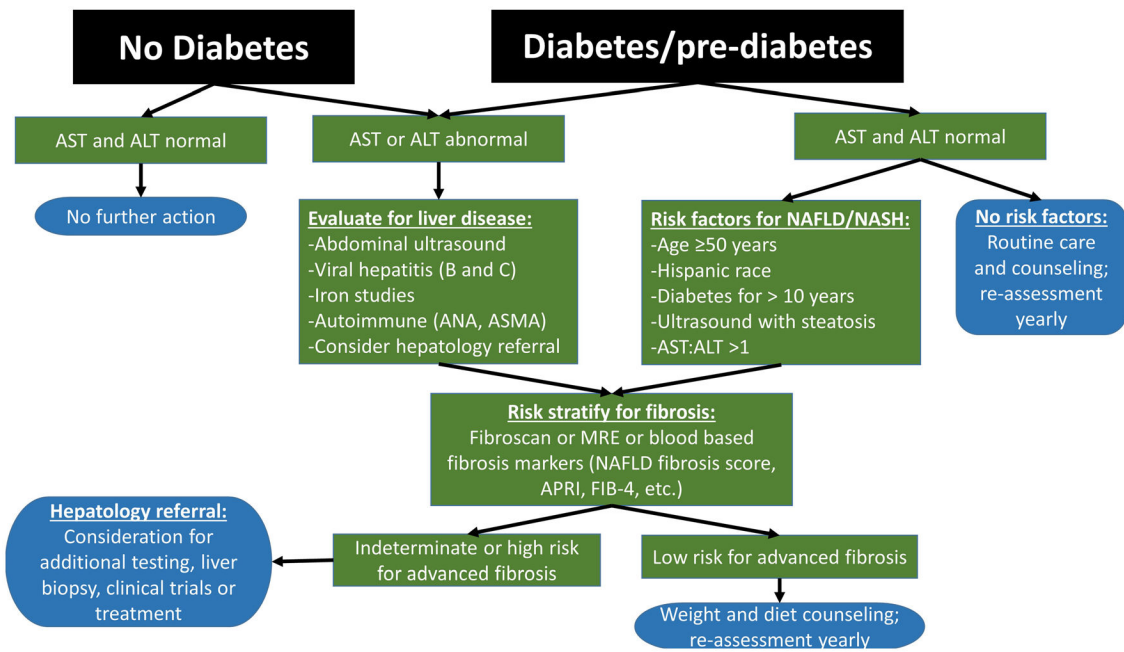 No Diabetes
Diabetes/pre-diabetes
AST and ALT normal
AST or ALT abnormal
AST and ALT normal
No further action
Evaluate for liver disease:
-Abdominal ultrasound
-Viral hepatitis (B and C)
-Iron studies
-Autoimmune (ANA, ASMA)
-Consider hepatology referral
Risk factors for NAFLD/NASH:
-Age ≥50 years
-Hispanic race
-Diabetes for > 10 years
-Ultrasound with steatosis
-AST:ALT >1
No risk factors:
Routine care
and counseling;
re-assessment
yearly
Risk stratify for fibrosis:
Fibroscan or MRE or blood based
fibrosis markers (NAFLD fibrosis score,
APRI, FIB-4, etc.)
Hepatology referral:
Consideration for
additional testing, liver
biopsy, clinical trials or
treatment
Indeterminate or high risk
for advanced fibrosis
Low risk for advanced fibrosis
Weight and diet counseling;
re-assessment yearly